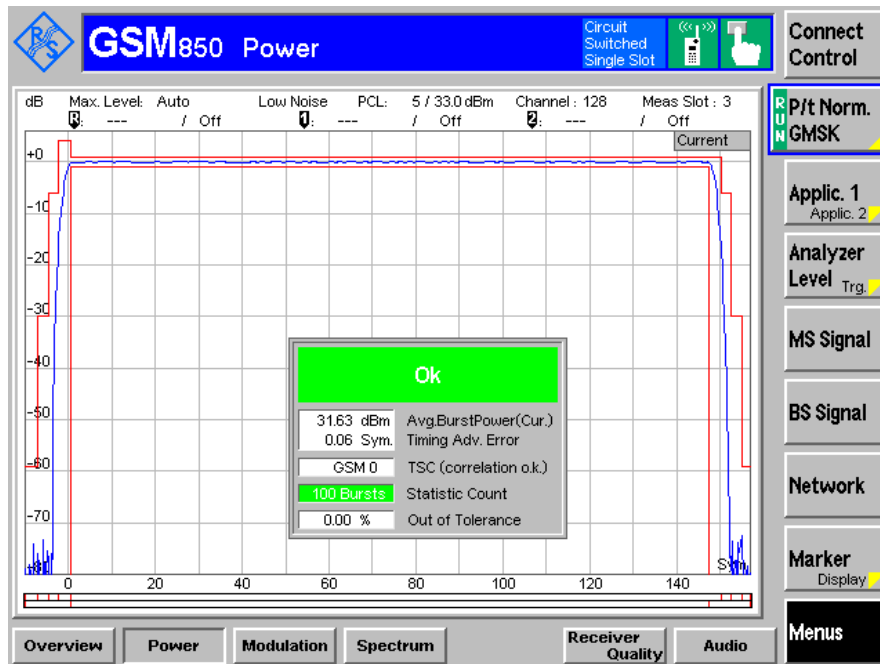 R&S
GSM850 Power
Circuit
Switched
Single Slot
Connect
Control
dB Max. Level: Auto Low Noise PCL: 5 / 33.0 dBm Channel : 128 Meas Slot : 3
R: --- / Off 1: --- / Off 2: --- / Off
Current
RUN
P/t Norm.
GMSK
+0
-10
-20
-30
-40
-50
-60
-70
Applic. 1
Applic. 2
Analyzer
Level Trg.
MS Signal
BS Signal
Network
Marker
Display
Menus
Ok
31.63 dBm Avg.BurstPower(Cur.)
0.06 Sym. Timing Adv. Error
GSM 0 TSC (correlation o.k.)
100 Bursts Statistic Count
0.00 % Out of Tolerance
0 20 40 60 80 100 120 140
Overview Power Modulation Spectrum Receiver Quality Audio